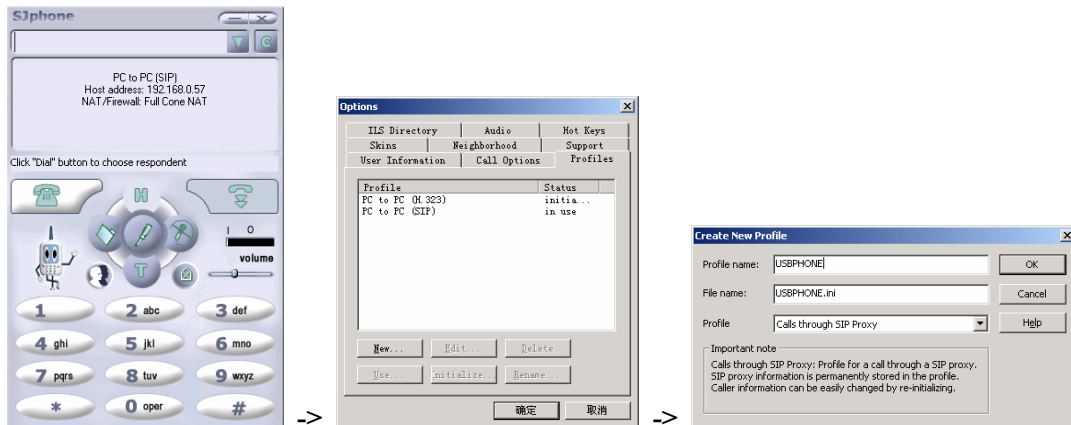 SJphone
PC to PC (SIP)
Host address: 192.168.0.57
NAT/Firewall: Full Cone NAT
Click "Dial" button to choose respondent
H
T
I O
volume
1
2 abc
3 def
4 ghi
5 jkl
6 mno
7 pqrs
8 tuv
9 wxyz
*
0 oper
#
->
Options
ILS Directory Audio Hot Keys
Skins Neighborhood Support
User Information Call Options Profiles
Profile Status
PC to PC (H.323) initia...
PC to PC (SIP) in use
New... Edit... Delete
Use... Initialize... Rename...
确定 取消
->
Create New Profile
Profile name: USBPHONE OK
File name: USBPHONE.ini Cancel
Profile Calls through SIP Proxy Help
Important note
Calls through SIP Proxy: Profile for a call through a SIP proxy.
SIP proxy information is permanently stored in the profile.
Caller information can be easily changed by re-initializing.